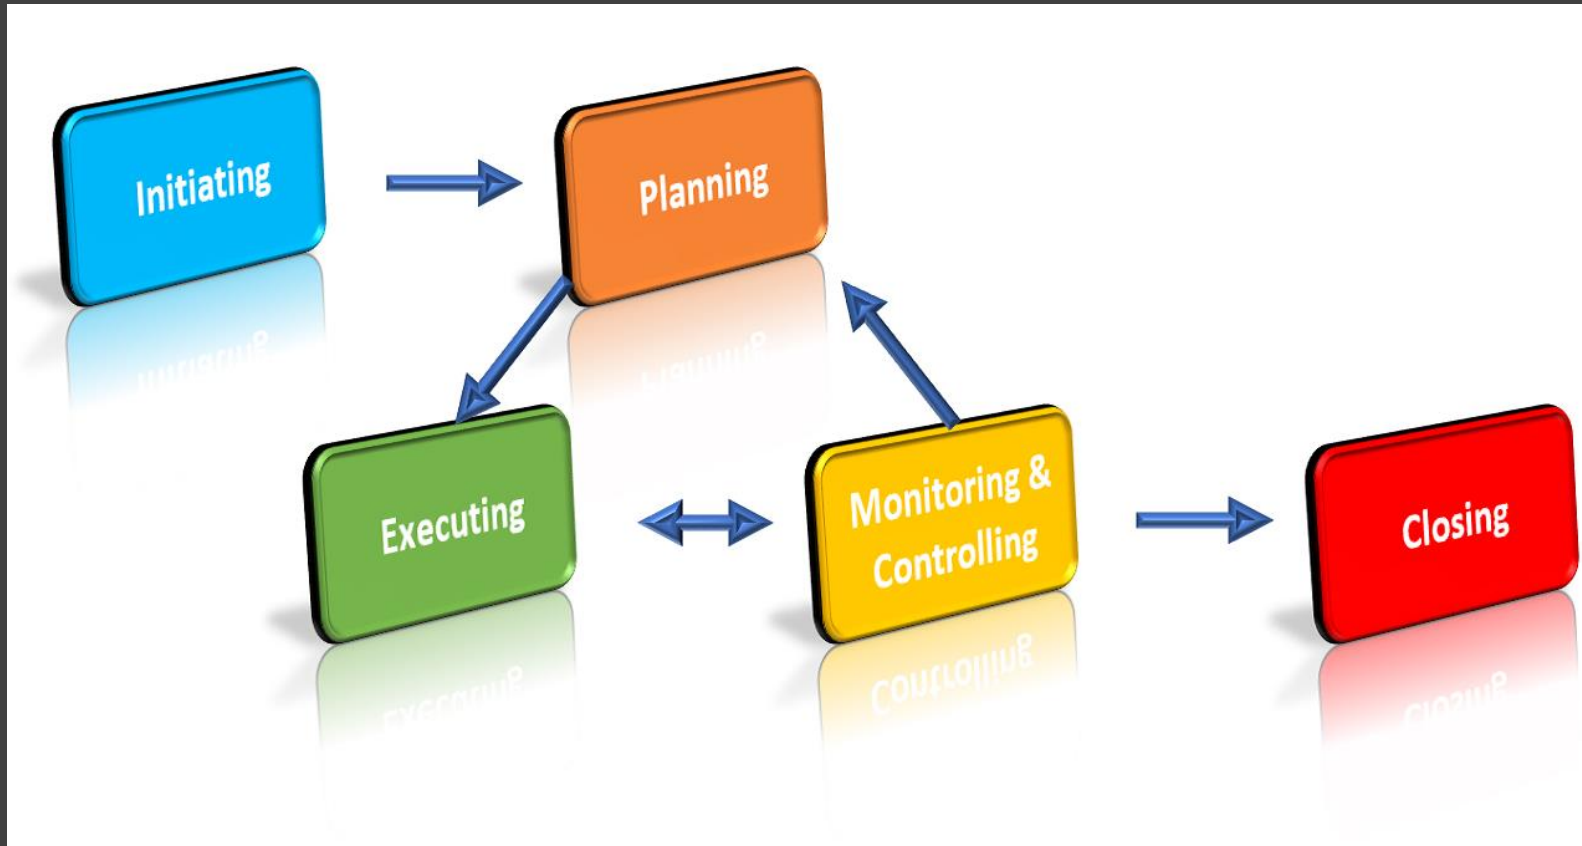 Initiating
Planning
Executing
Monitoring &
Controlling
Closing